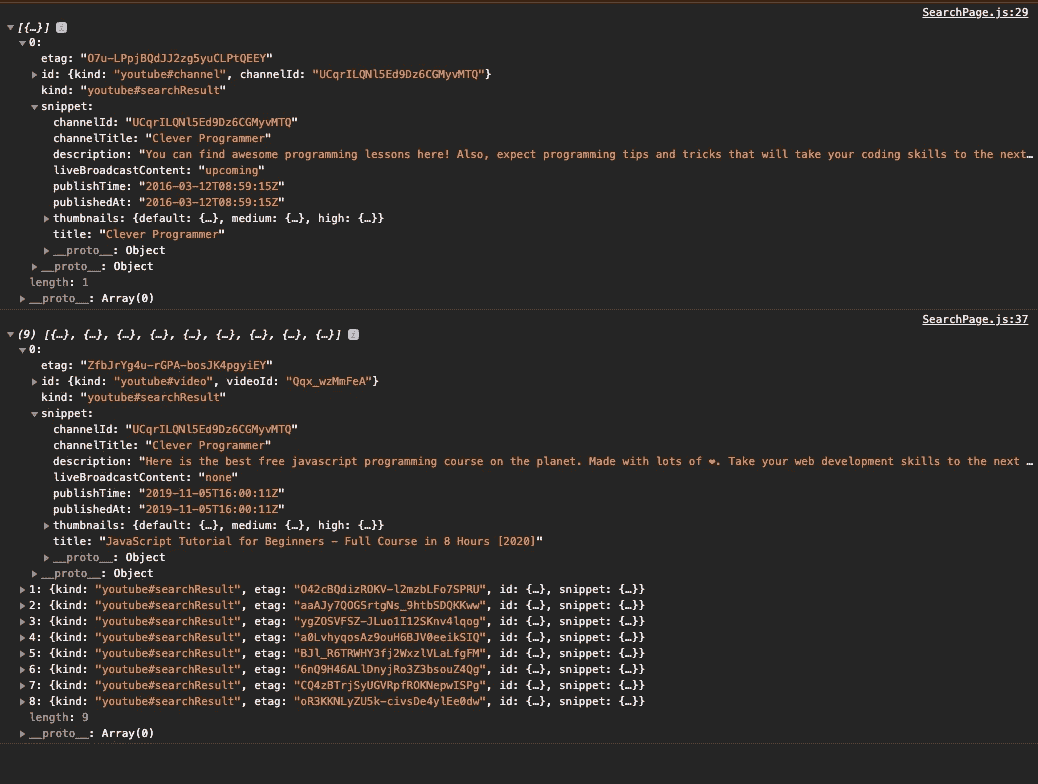 SearchPage.js:29
[{…}] i
0:
etag: "O7u-LPpjBQdJJ2zg5yuCLPtQEEY"
id: {kind: "youtube#channel", channelId: "UCqrILQNl5Ed9Dz6CGMyvMTQ"}
kind: "youtube#searchResult"
snippet:
channelId: "UCqrILQNl5Ed9Dz6CGMyvMTQ"
channelTitle: "Clever Programmer"
description: "You can find awesome programming lessons here! Also, expect programming tips and tricks that will take your coding skills to the next…
liveBroadcastContent: "upcoming"
publishTime: "2016-03-12T08:59:15Z"
publishedAt: "2016-03-12T08:59:15Z"
thumbnails: {default: {…}, medium: {…}, high: {…}}
title: "Clever Programmer"
__proto__: Object
__proto__: Object
length: 1
__proto__: Array(0)
SearchPage.js:37
(9) [{…}, {…}, {…}, {…}, {…}, {…}, {…}, {…}, {…}] i
0:
etag: "ZfbJrYg4u-rGPA-bosJK4pgyiEY"
id: {kind: "youtube#video", videoId: "Qqx_wzMmFeA"}
kind: "youtube#searchResult"
snippet:
channelId: "UCqrILQNl5Ed9Dz6CGMyvMTQ"
channelTitle: "Clever Programmer"
description: "Here is the best free javascript programming course on the planet. Made with lots of ❤. Take your web development skills to the next …
liveBroadcastContent: "none"
publishTime: "2019-11-05T16:00:11Z"
publishedAt: "2019-11-05T16:00:11Z"
thumbnails: {default: {…}, medium: {…}, high: {…}}
title: "JavaScript Tutorial for Beginners - Full Course in 8 Hours [2020]"
__proto__: Object
__proto__: Object
1: {kind: "youtube#searchResult", etag: "O42cBQdizROKV-l2mzbLFo7SPRU", id: {…}, snippet: {…}}
2: {kind: "youtube#searchResult", etag: "aaAJy7QOGSrtgNs_9htbSDQKKww", id: {…}, snippet: {…}}
3: {kind: "youtube#searchResult", etag: "ygZOSVFSZ-JLuo1I12SKnv4lqog", id: {…}, snippet: {…}}
4: {kind: "youtube#searchResult", etag: "a0LvhyqosAz9ouH6BJV0eeikSIQ", id: {…}, snippet: {…}}
5: {kind: "youtube#searchResult", etag: "BJl_R6TRWHY3fj2WxzlVLaLfgFM", id: {…}, snippet: {…}}
6: {kind: "youtube#searchResult", etag: "6nQ9H46ALlDnyjRo3Z3bsouZ4Qg", id: {…}, snippet: {…}}
7: {kind: "youtube#searchResult", etag: "CQ4zBTrjSyUGVRpfROKNepwISPg", id: {…}, snippet: {…}}
8: {kind: "youtube#searchResult", etag: "oR3KKNLyZU5k-civsDe4ylEe0dw", id: {…}, snippet: {…}}
length: 9
__proto__: Array(0)